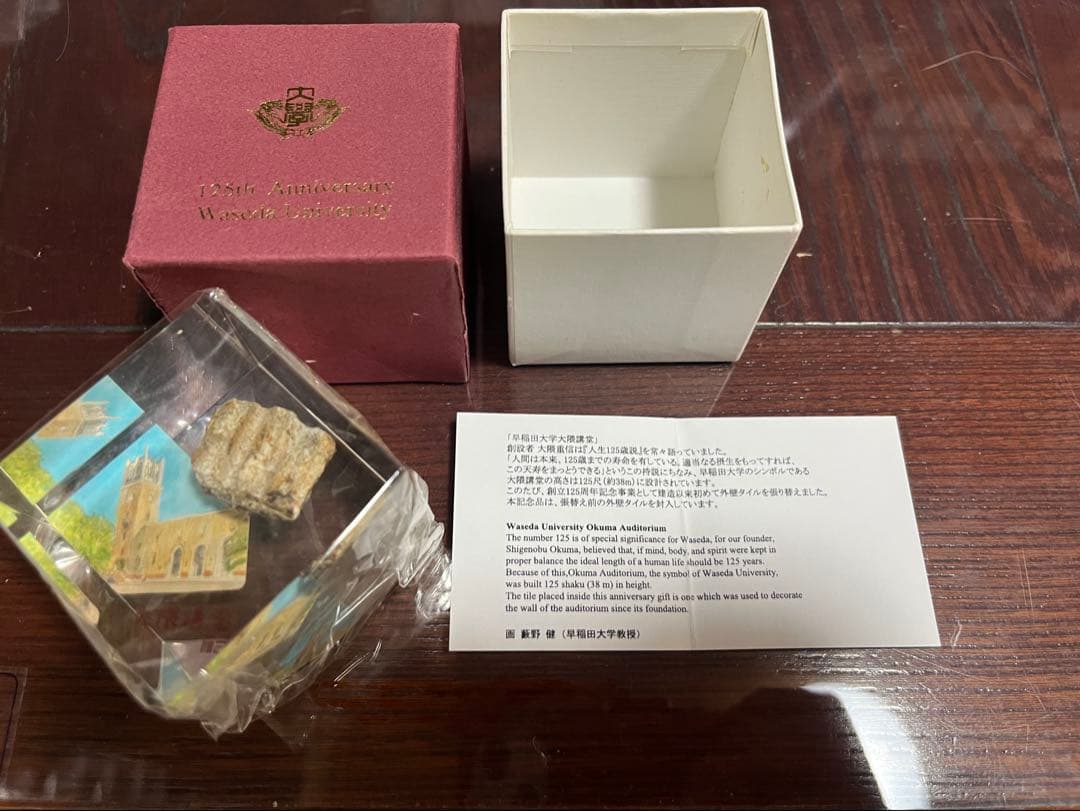 大學
125th Anniversary
Waseda University
「早稲田大学大隈講堂」
創設者 大隈重信は『人生125歳説』を常々語っていました。
「人間は本来、125歳までの寿命を有している。適当なる摂生をもってすれば、
この天寿をまっとうできる」というこの持説にちなみ、早稲田大学のシンボルである
大隈講堂の高さは125尺(約38m)に設計されています。
このたび、創立125周年記念事業として建造以来初めて外壁タイルを張り替えました。
本記念品は、張替え前の外壁タイルを封入しています。
Waseda University Okuma Auditorium
The number 125 is of special significance for Waseda, for our founder,
Shigenobu Okuma, believed that, if mind, body, and spirit were kept in
proper balance the ideal length of a human life should be 125 years.
Because of this,Okuma Auditorium, the symbol of Waseda University,
was built 125 shaku (38 m) in height.
The tile placed inside this anniversary gift is one which was used to decorate
the wall of the auditorium since its foundation.
画 藪野 健(早稲田大学教授)